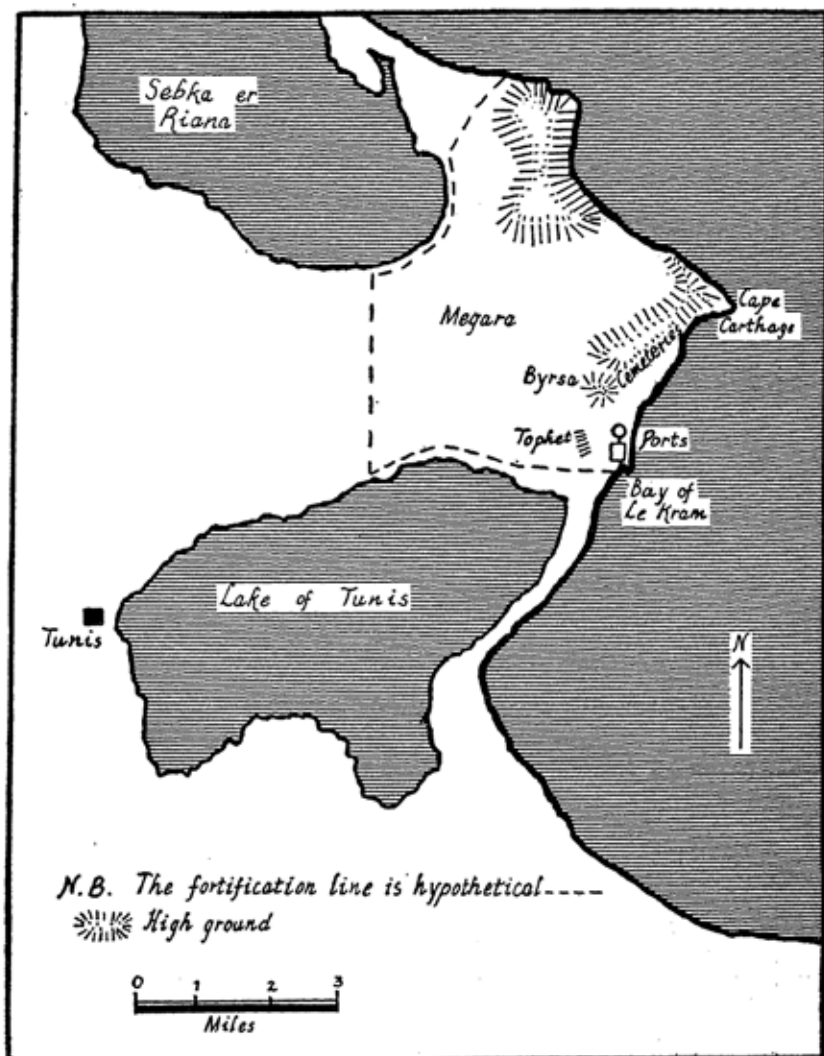 Sebka er
Riana
Megara
Cape
Carthage
Cemeteries
Byrsa
Tophet
Ports
Bay of
Le Kram
Lake of Tunis
Tunis
N
N.B. The fortification line is hypothetical----
High ground
0 1 2 3
Miles